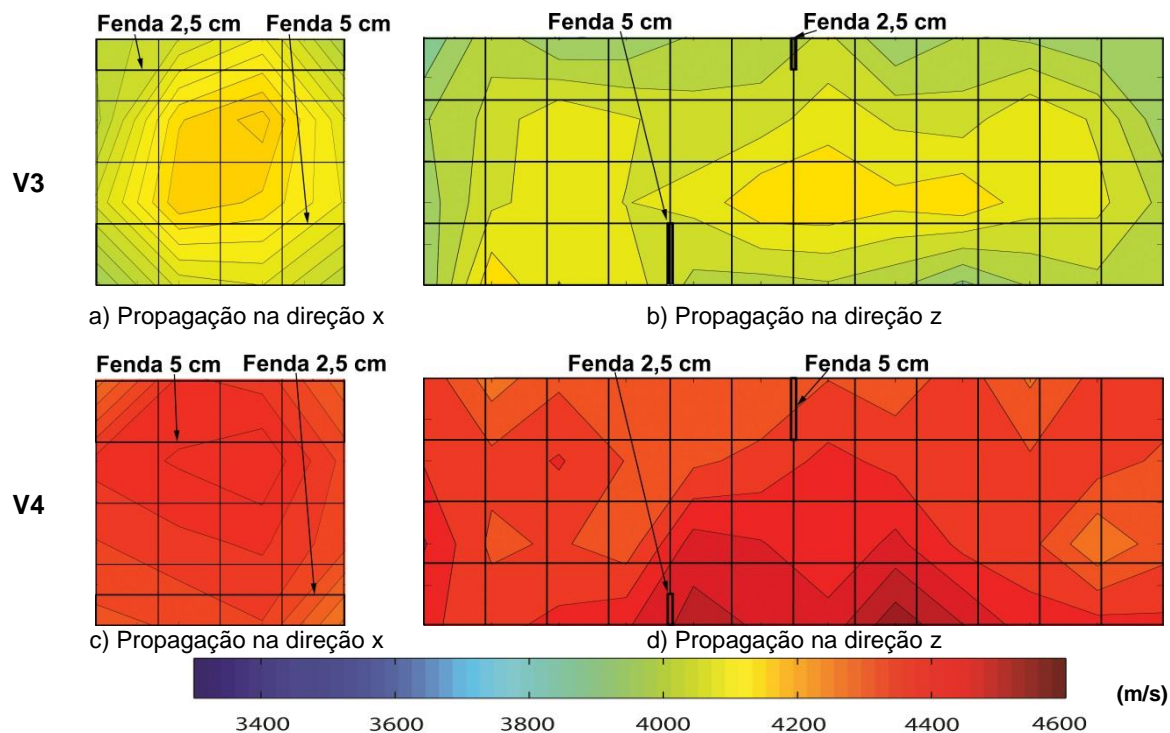 Fenda 2,5 cm Fenda 5 cm
Fenda 5 cm Fenda 2,5 cm
V3
a) Propagação na direção x
b) Propagação na direção z
Fenda 5 cm Fenda 2,5 cm
Fenda 2,5 cm Fenda 5 cm
V4
c) Propagação na direção x
d) Propagação na direção z
(m/s)
3400 3600 3800 4000 4200 4400 4600